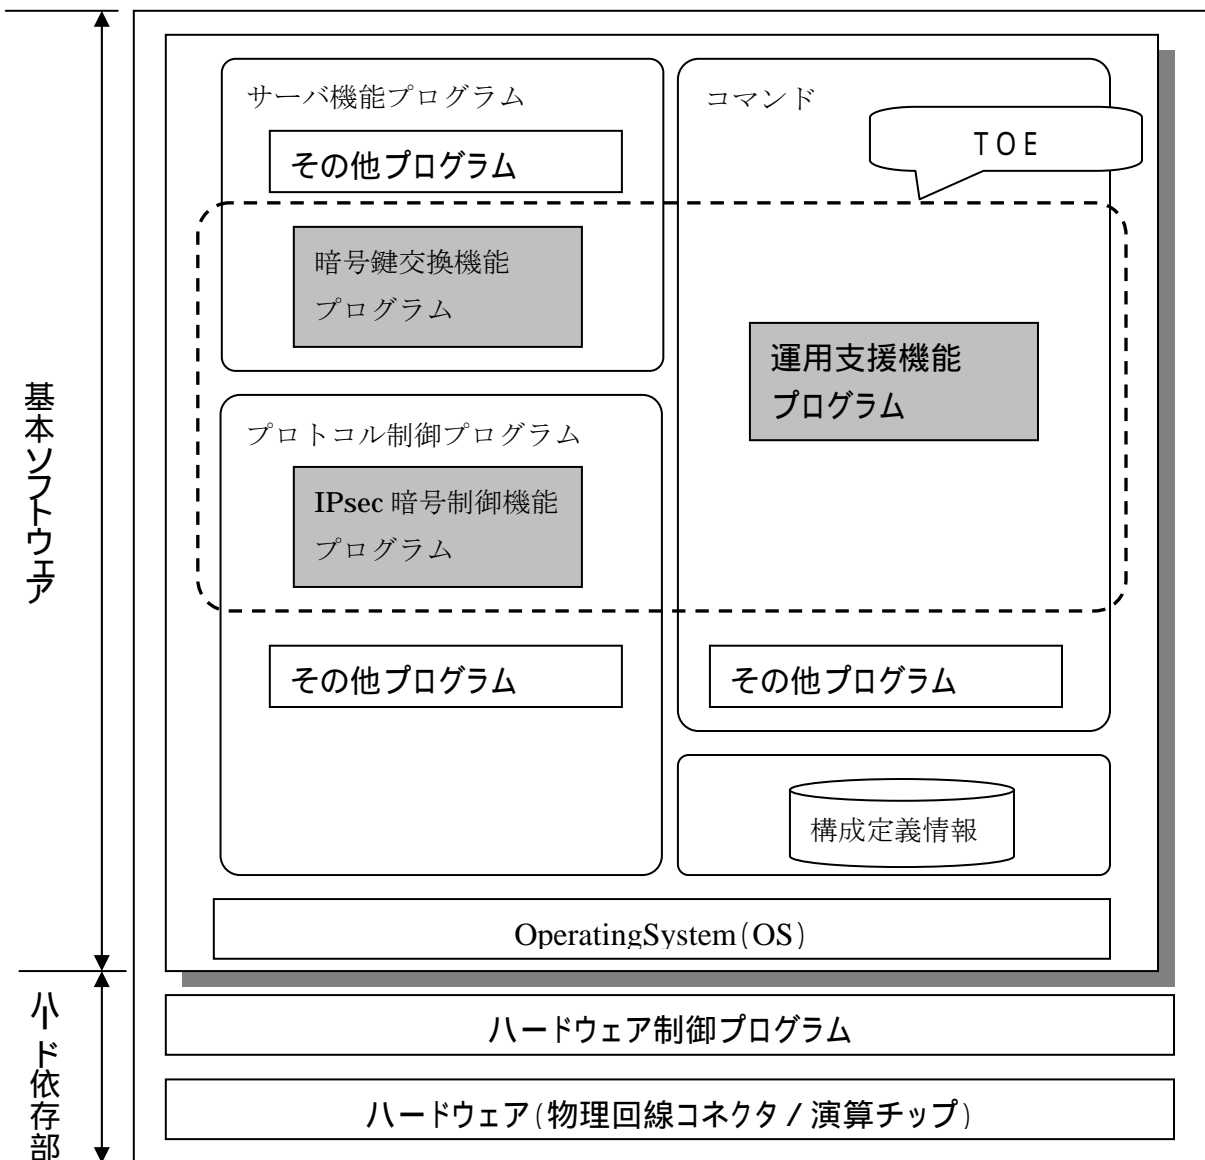 サーバ機能プログラム
その他プログラム
暗号鍵交換機能
プログラム
コマンド
TOE
運用支援機能
プログラム
プロトコル制御プログラム
IPsec 暗号制御機能
プログラム
その他プログラム
その他プログラム
構成定義情報
OperatingSystem(OS)
基本ソフトウェア
ハードウェア制御プログラム
ハードウェア(物理回線コネクタ/演算チップ)
ハード依存部